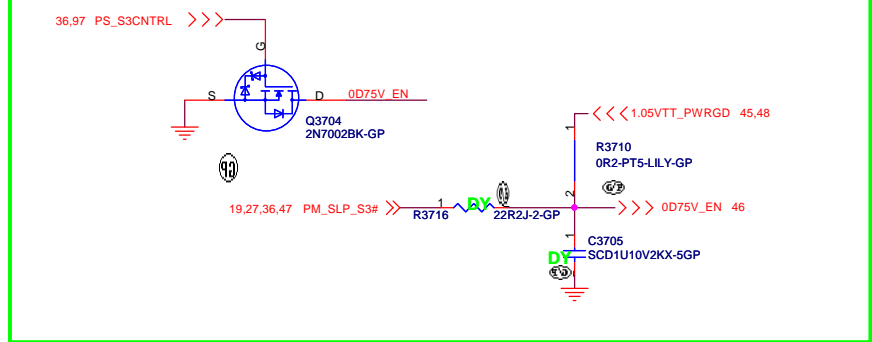 36,97 PS_S3CNTRL
G
S
D
0D75V_EN
Q3704
2N7002BK-GP
1.05VTT_PWRGD 45,48
1
R3710
0R2-PT5-LILY-GP
2
19,27,36,47 PM_SLP_S3#
1
DY
R3716
22R2J-2-GP
0D75V_EN 46
1
C3705
DY
SCD1U10V2KX-5GP